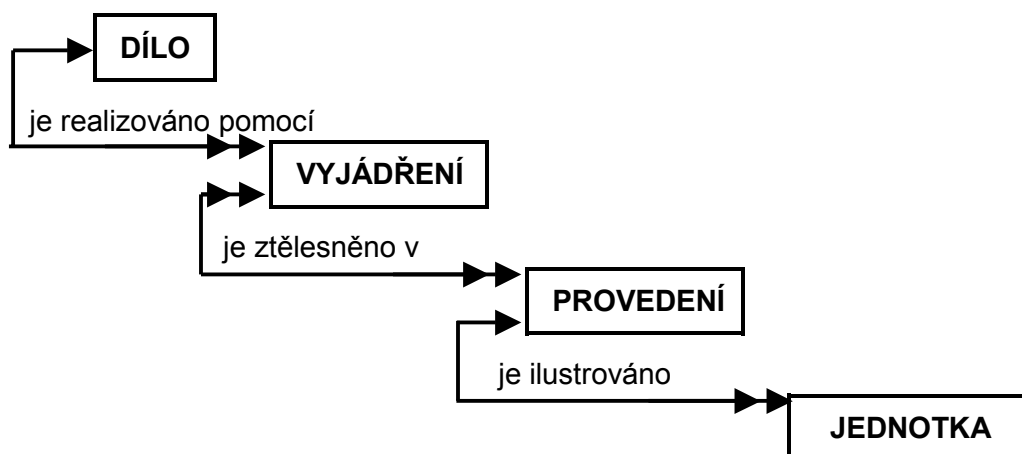 DÍLO
je realizováno pomocí
VYJÁDŘENÍ
je ztělesněno v
PROVEDENÍ
je ilustrováno
JEDNOTKA